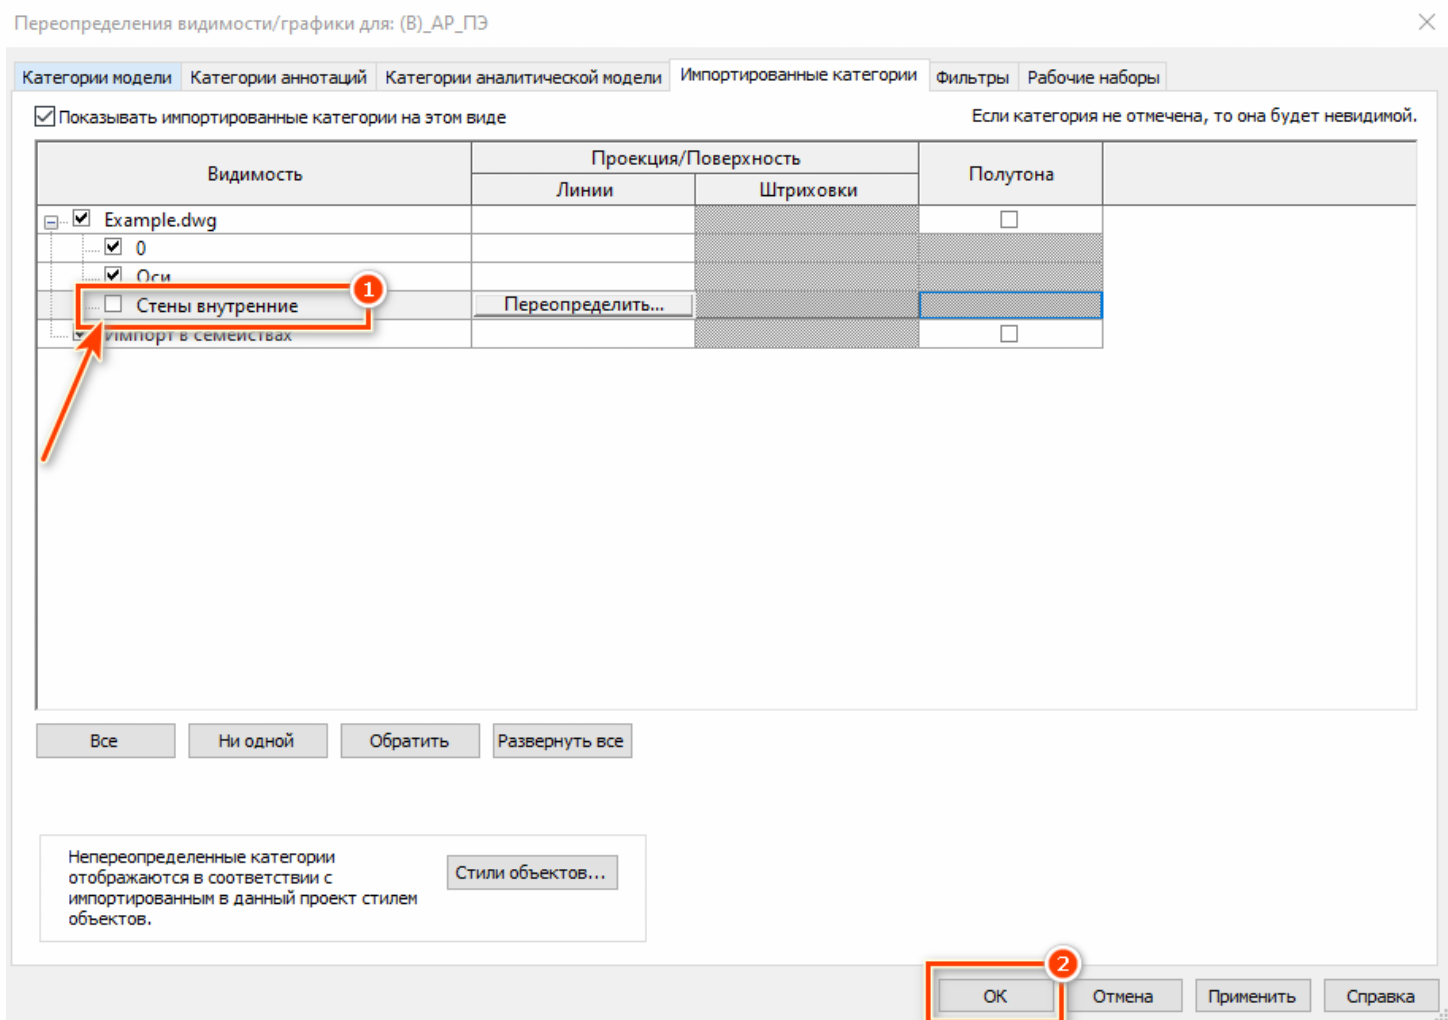 Переопределения видимости/графики для: (В)_АР_ПЭ
Категории модели Категории аннотаций Категории аналитической модели Импортированные категории Фильтры Рабочие наборы
Показывать импортированные категории на этом виде Если категория не отмечена, то она будет невидимой.
Видимость Проекция/Поверхность Полутона
Линии Штриховки
Example.dwg
0
Оси
1
Стены внутренние Переопределить...
Импорт в семействах
Все Ни одной Обратить Развернуть все
Непереопределенные категории
отображаются в соответствии с
импортированным в данный проект стилем
объектов.
Стили объектов...
2
ОК Отмена Применить Справка